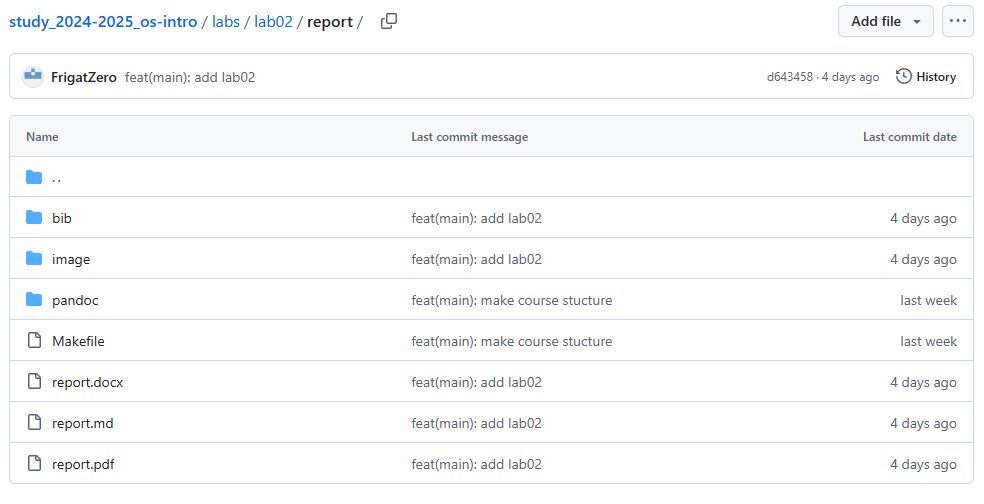 study_2024-2025_os-intro / labs / lab02 / report / Add file ...
FrigatZero feat(main): add lab02 d643458 · 4 days ago History
Name Last commit message Last commit date
..
bib feat(main): add lab02 4 days ago
image feat(main): add lab02 4 days ago
pandoc feat(main): make course stucture last week
Makefile feat(main): make course stucture last week
report.docx feat(main): add lab02 4 days ago
report.md feat(main): add lab02 4 days ago
report.pdf feat(main): add lab02 4 days ago